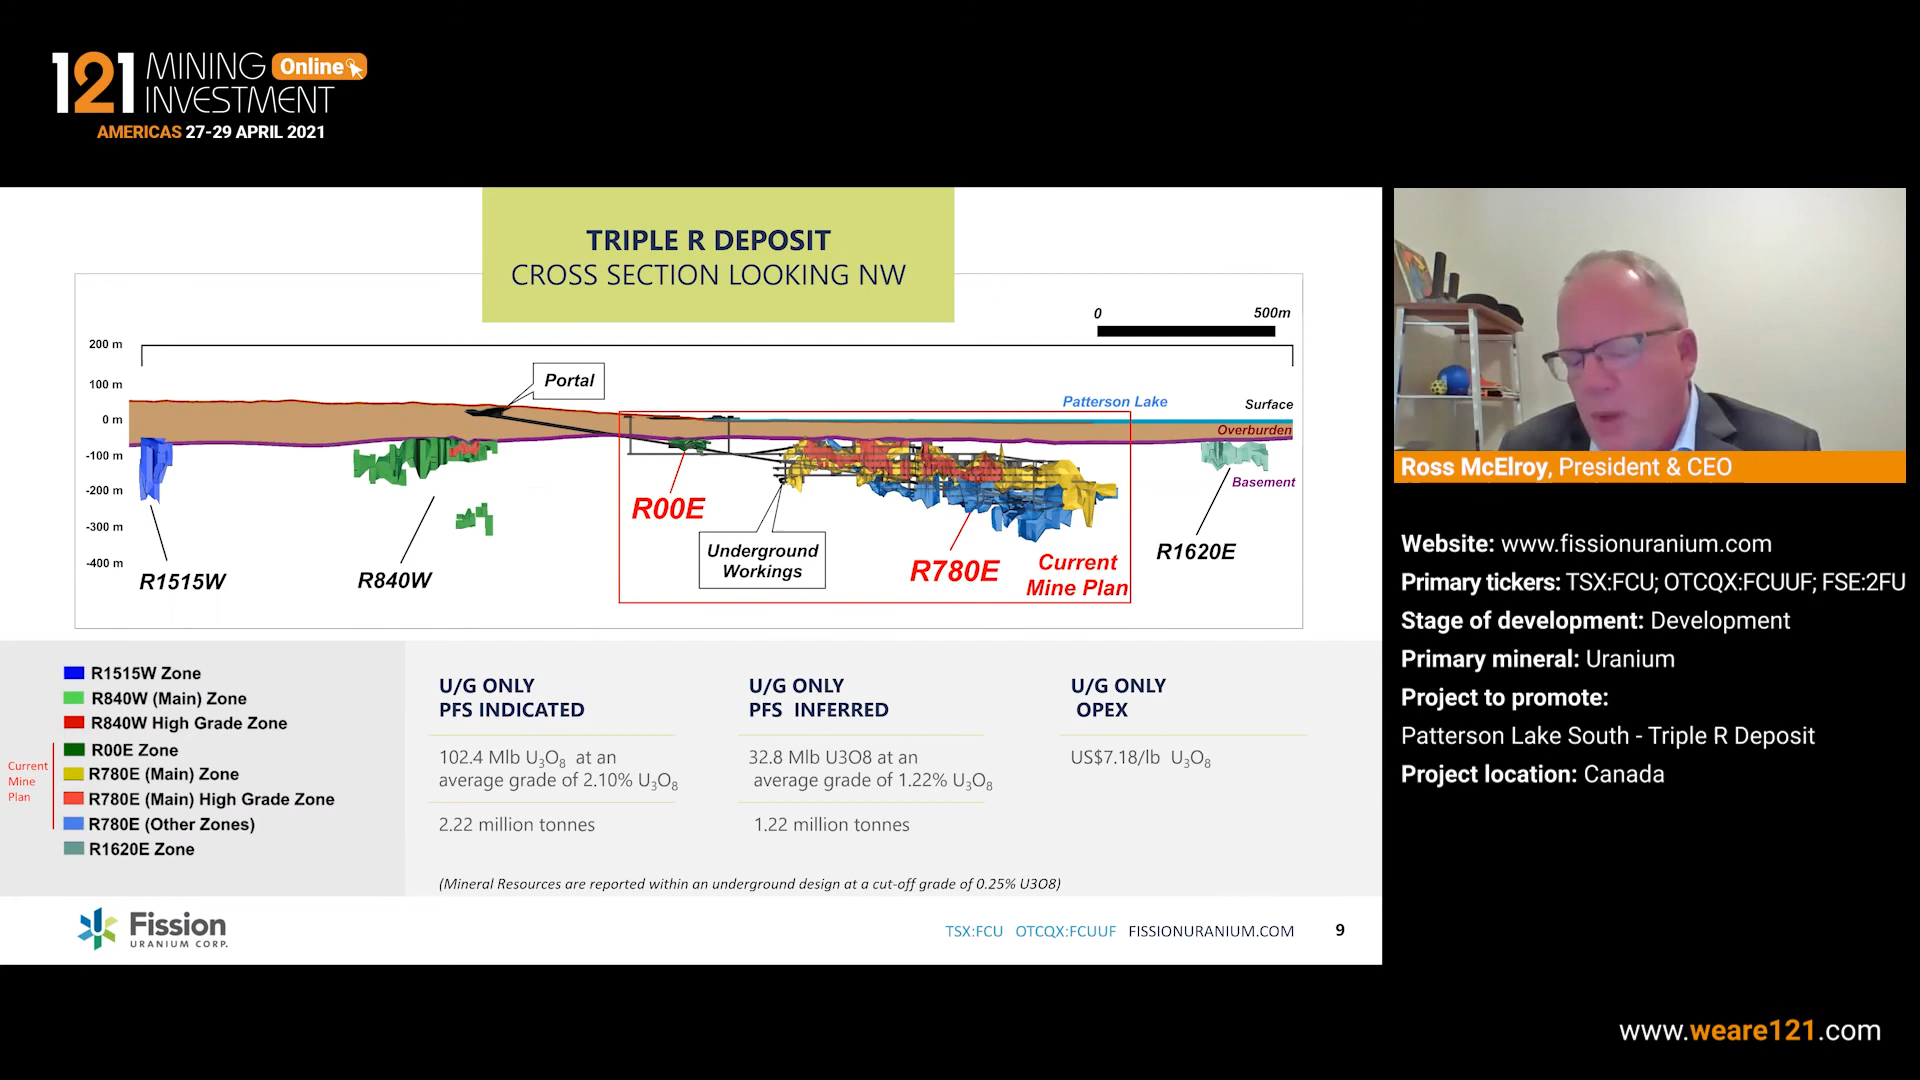 121 MINING Online
INVESTMENT
AMERICAS 27-29 APRIL 2021
TRIPLE R DEPOSIT
CROSS SECTION LOOKING NW
0 500m
200 m
100 m
0 m
-100 m
-200 m
-300 m
-400 m
Portal
Patterson Lake
Surface
Overburden
Basement
R00E
Underground
Workings
R780E
Current
Mine Plan
R1620E
R1515W
R840W
R1515W Zone
R840W (Main) Zone
R840W High Grade Zone
R00E Zone
R780E (Main) Zone
R780E (Main) High Grade Zone
R780E (Other Zones)
R1620E Zone
Current
Mine
Plan
U/G ONLY
PFS INDICATED
102.4 Mlb U₃O₈ at an
average grade of 2.10% U₃O₈
2.22 million tonnes
U/G ONLY
PFS INFERRED
32.8 Mlb U3O8 at an
average grade of 1.22% U₃O₈
1.22 million tonnes
U/G ONLY
OPEX
US$7.18/lb U₃O₈
(Mineral Resources are reported within an underground design at a cut-off grade of 0.25% U3O8)
Fission
URANIUM CORP.
TSX:FCU OTCQX:FCUUF FISSIONURANIUM.COM 9
Ross McElroy, President & CEO
Website: www.fissionuranium.com
Primary tickers: TSX:FCU; OTCQX:FCUUF; FSE:2FU
Stage of development: Development
Primary mineral: Uranium
Project to promote:
Patterson Lake South - Triple R Deposit
Project location: Canada
www.weare121.com